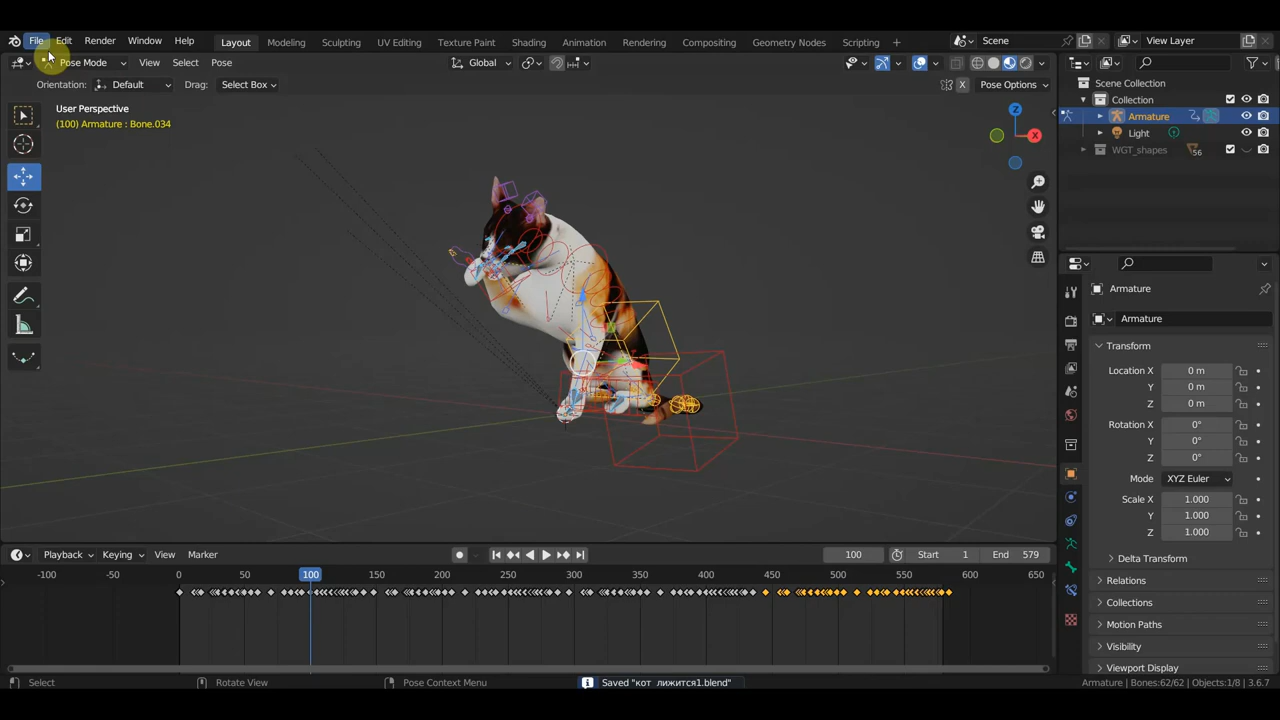 File Edit Render Window Help Layout Modeling Sculpting UV Editing Texture Paint Shading Animation Rendering Compositing Geometry Nodes Scripting + Scene View Layer
Pose Mode View Select Pose Global
Orientation: Default Drag: Select Box X Pose Options
User Perspective
(100) Armature : Bone.034
Z
X
Scene Collection
Collection
Armature
Light
WGT_shapes 56
Armature
Armature
Transform
Location X 0 m
Y 0 m
Z 0 m
Rotation X 0°
Y 0°
Z 0°
Mode XYZ Euler
Scale X 1.000
Y 1.000
Z 1.000
Delta Transform
Relations
Collections
Motion Paths
Visibility
Viewport Display
Playback Keying View Marker 100 Start 1 End 579
-100 -50 0 50 100 150 200 250 300 350 400 450 500 550 600 650
Select Rotate View Pose Context Menu Saved "кот лижится1.blend" Armature | Bones:62/62 | Objects:1/8 | 3.6.7